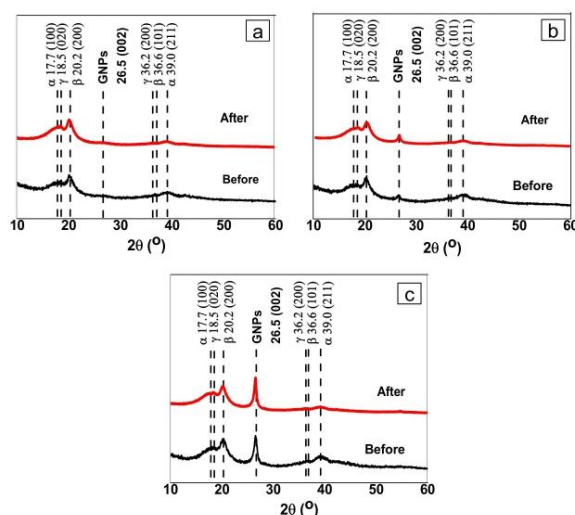 a
α 17.7 (100)
γ 18.5 (020)
β 20.2 (200)
GNPs
26.5 (002)
γ 36.2 (200)
β 36.6 (101)
α 39.0 (211)
After
Before
10 20 30 40 50 60
2θ (O)
b
α 17.7 (100)
γ 18.5 (020)
β 20.2 (200)
GNPs
26.5 (002)
γ 36.2 (200)
β 36.6 (101)
α 39.0 (211)
After
Before
10 20 30 40 50 60
2θ (O)
c
α 17.7 (100)
γ 18.5 (020)
β 20.2 (200)
GNPs
26.5 (002)
γ 36.2 (200)
β 36.6 (101)
α 39.0 (211)
After
Before
10 20 30 40 50 60
2θ (O)